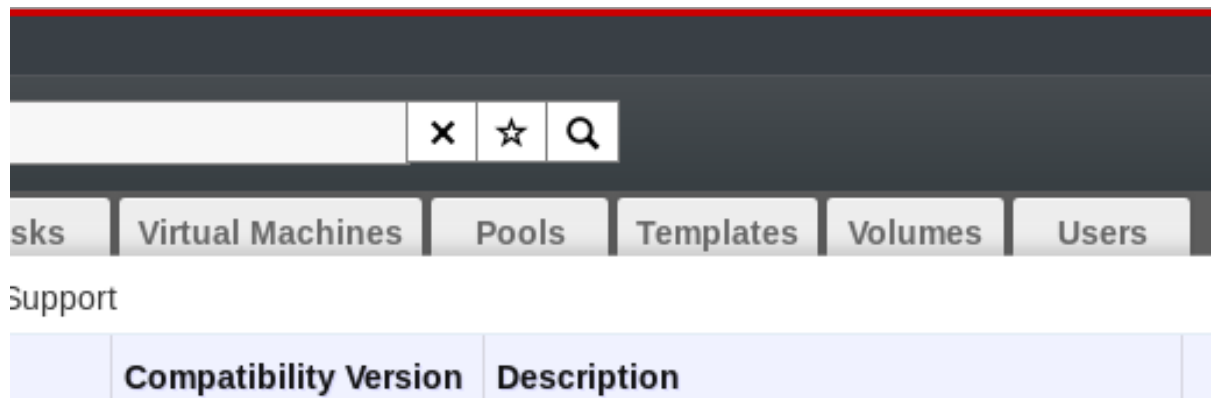 sks Virtual Machines Pools Templates Volumes Users
Support
Compatibility Version Description